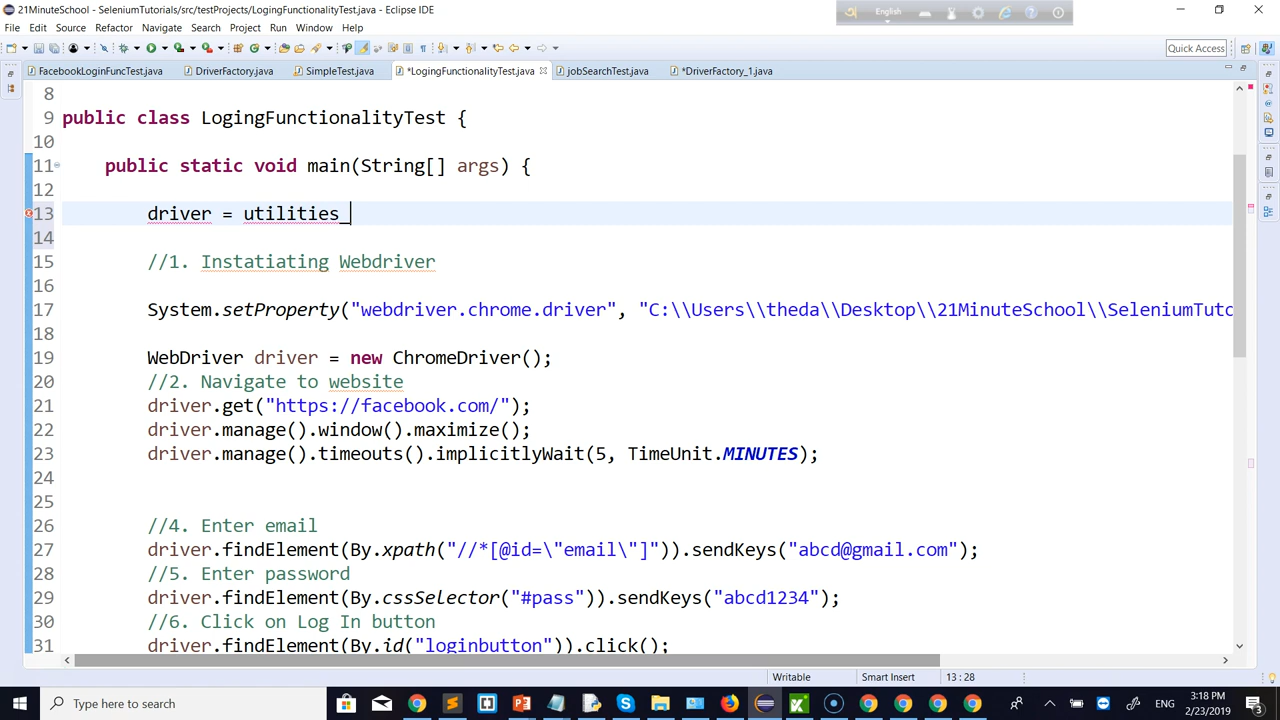 21MinuteSchool - SeleniumTutorials/src/testProjects/LogingFunctionalityTest.java - Eclipse IDE
English
File Edit Source Refactor Navigate Search Project Run Window Help
Quick Access
FacebookLoginFuncTest.java DriverFactory.java SimpleTest.java *LogingFunctionalityTest.java jobSearchTest.java *DriverFactory_1.java
8
9 public class LogingFunctionalityTest {
10
11 public static void main(String[] args) {
12
13 driver = utilities_
14
15 //1. Instatiating Webdriver
16
17 System.setProperty("webdriver.chrome.driver", "C:\\Users\\theda\\Desktop\\21MinuteSchool\\SeleniumTuto
18
19 WebDriver driver = new ChromeDriver();
20 //2. Navigate to website
21 driver.get("https://facebook.com/");
22 driver.manage().window().maximize();
23 driver.manage().timeouts().implicitlyWait(5, TimeUnit.MINUTES);
24
25
26 //4. Enter email
27 driver.findElement(By.xpath("//*[@id=\"email\"]")).sendKeys("abcd@gmail.com");
28 //5. Enter password
29 driver.findElement(By.cssSelector("#pass")).sendKeys("abcd1234");
30 //6. Click on Log In button
31 driver.findElement(By.id("loginbutton")).click();
Writable Smart Insert 13 : 28
Type here to search
3:18 PM
2/23/2019
3